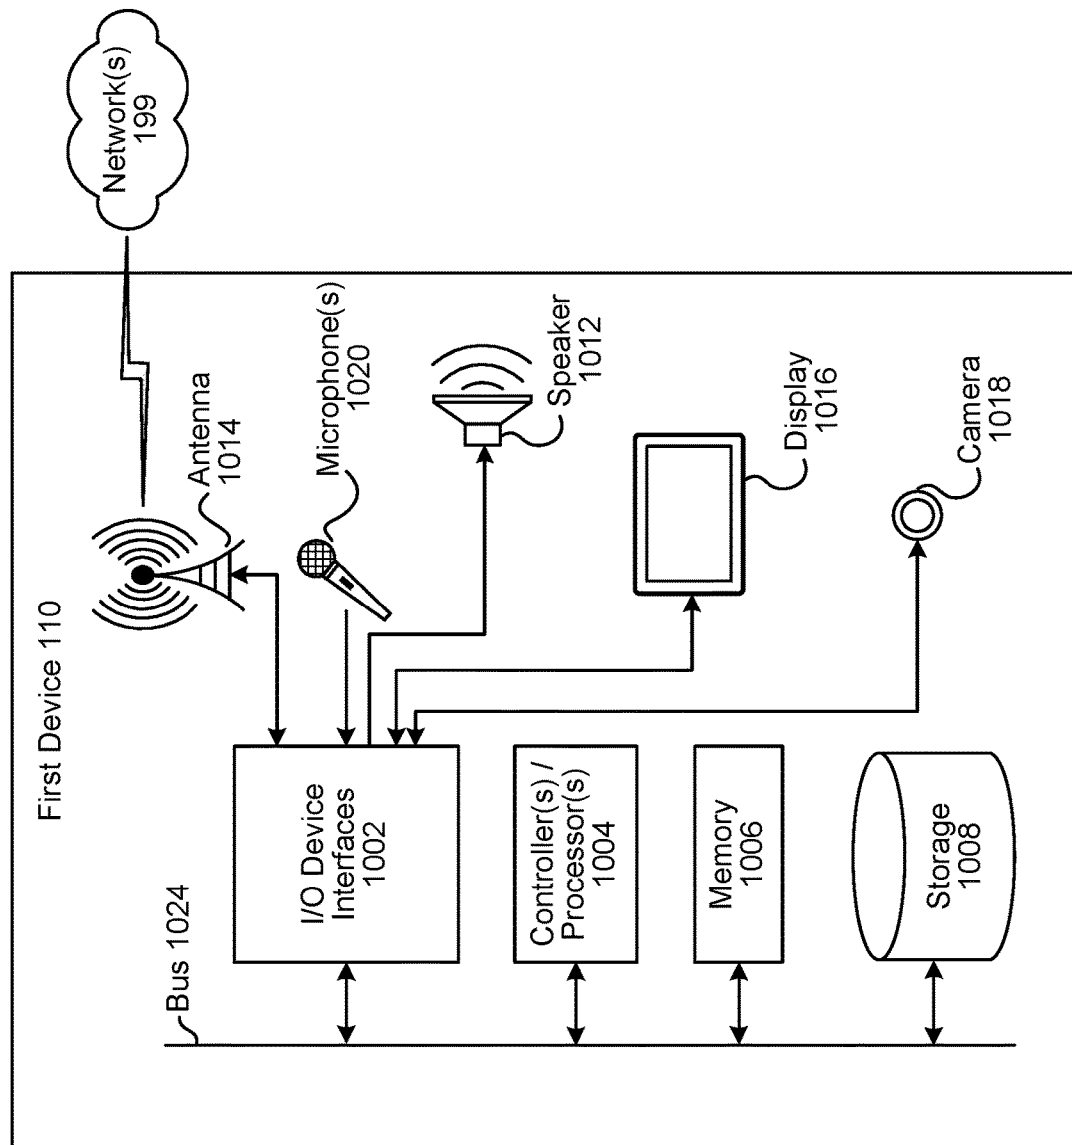 First Device 110
Bus 1024
I/O Device
Interfaces
1002
Controller(s) /
Processor(s)
1004
Memory
1006
Storage
1008
Antenna
1014
Microphone(s)
1020
Speaker
1012
Display
1016
Camera
1018
Network(s)
199